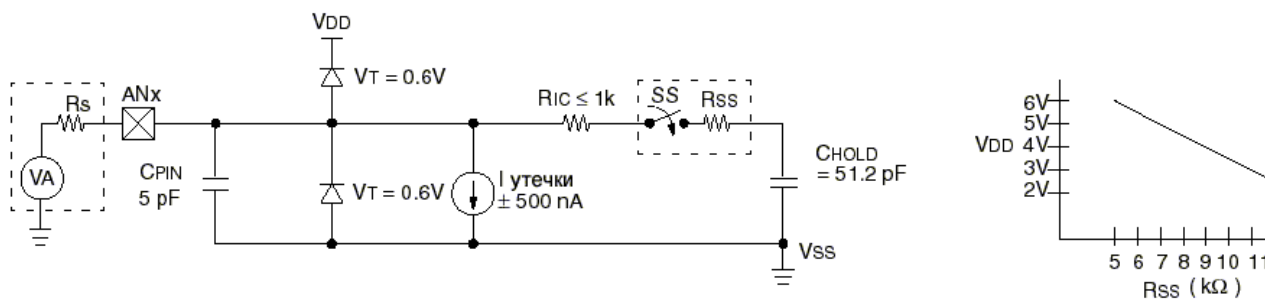 VDD
VT = 0.6V
Rs
ANx
RIC ≤ 1k
SS
RSS
VA
CPIN
5 pF
VT = 0.6V
I утечки
± 500 nA
CHOLD
= 51.2 pF
VSS
6V
5V
VDD 4V
3V
2V
5 6 7 8 9 10 11
RSS (kΩ)